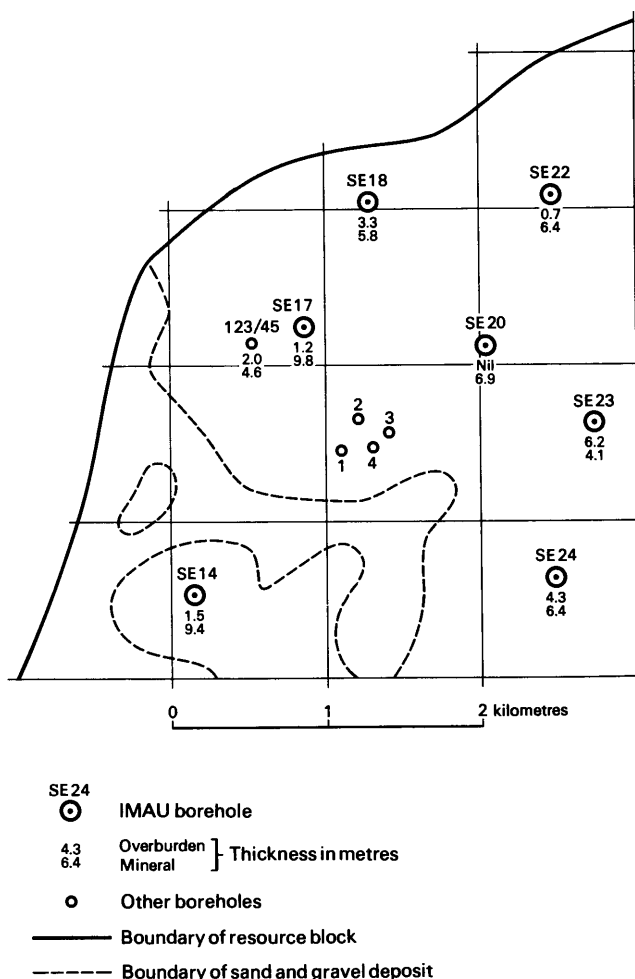 SE18
3.3
5.8
SE22
0.7
6.4
123/45
2.0
4.6
SE17
1.2
9.8
SE20
Nil
6.9
2
3
1
4
SE23
6.2
4.1
SE14
1.5
9.4
SE24
4.3
6.4
0 1 2 kilometres
SE24
IMAU borehole
4.3 Overburden
6.4 Mineral
Thickness in metres
Other boreholes
Boundary of resource block
Boundary of sand and gravel deposit